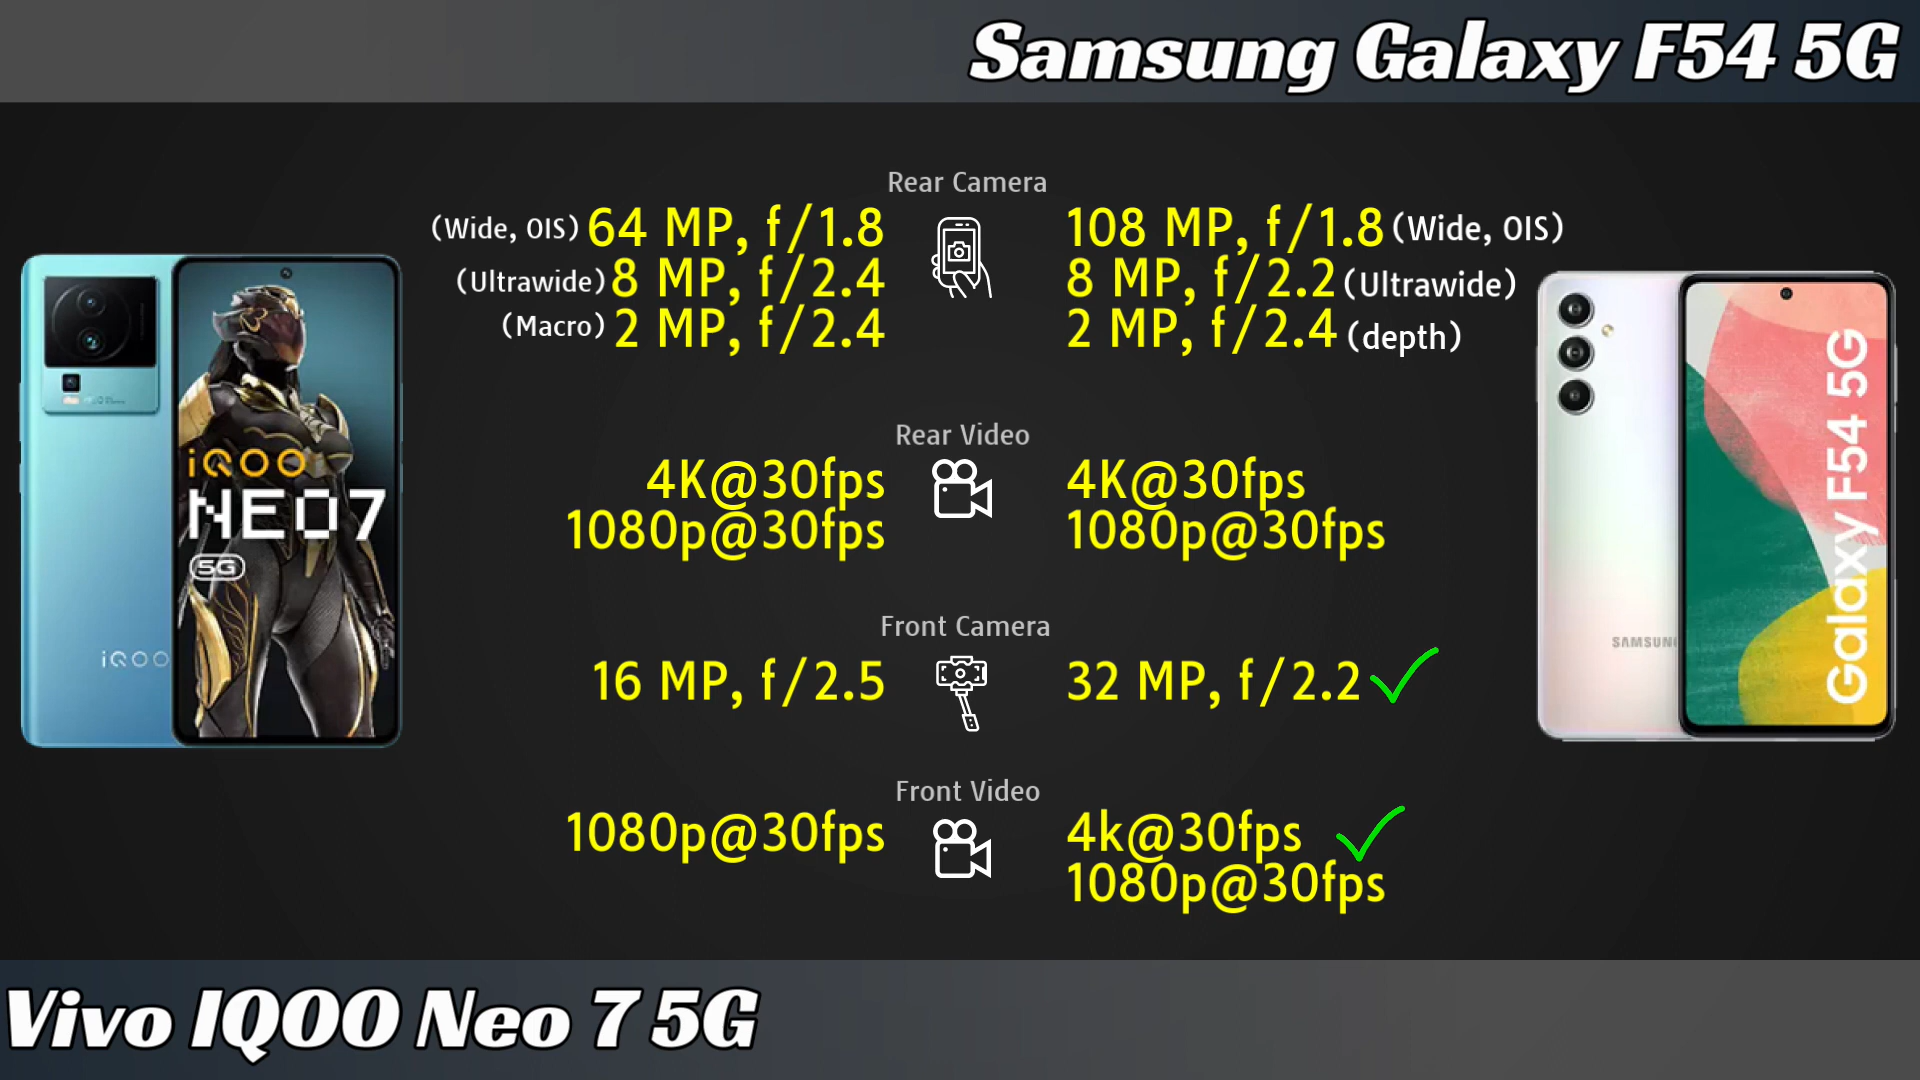 Samsung Galaxy F54 5G
Rear Camera
(Wide, OIS) 64 MP, f/1.8
(Ultrawide) 8 MP, f/2.4
(Macro) 2 MP, f/2.4
108 MP, f/1.8 (Wide, OIS)
8 MP, f/2.2 (Ultrawide)
2 MP, f/2.4 (depth)
Rear Video
4K@30fps
1080p@30fps
4K@30fps
1080p@30fps
Front Camera
16 MP, f/2.5
32 MP, f/2.2
Front Video
1080p@30fps
4k@30fps
1080p@30fps
iQOO
NEO7
5G
iQOO
SAMSUN
Galaxy F54 5G
Vivo IQOO Neo 7 5G